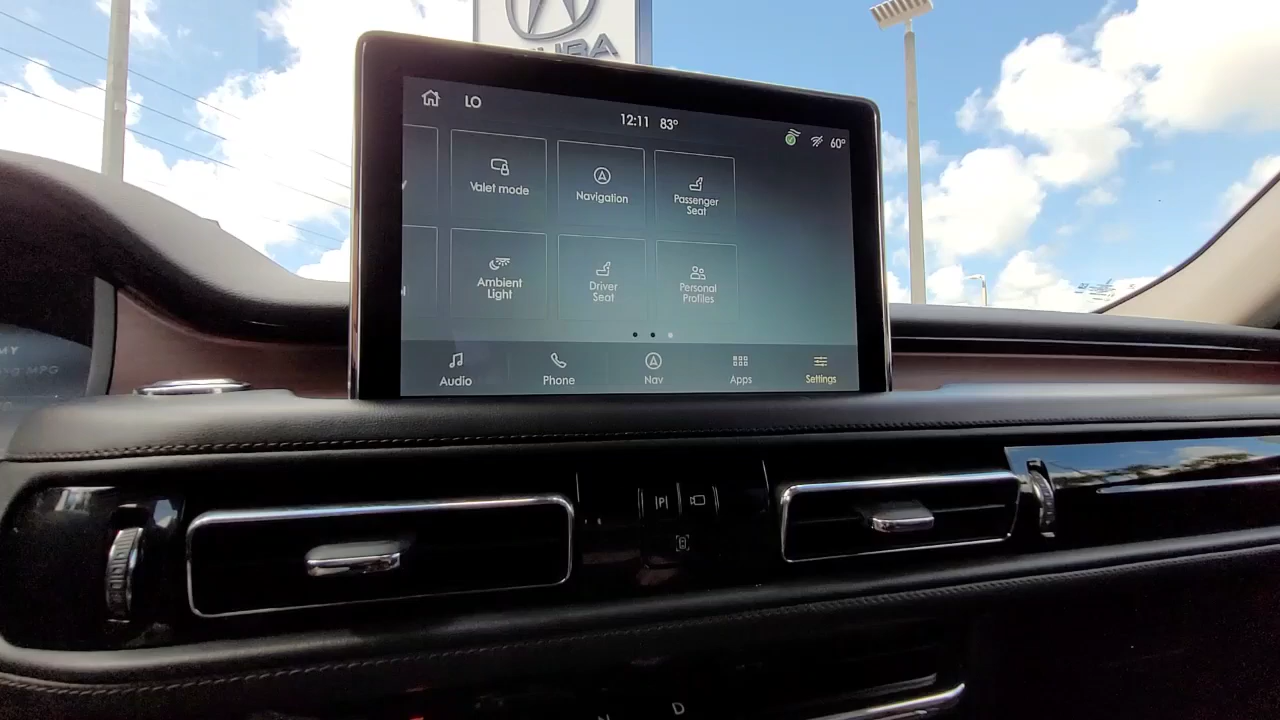 LO
12:11 83°
60°
Valet mode
Navigation
Passenger
Seat
Ambient
Light
Driver
Seat
Personal
Profiles
Audio
Phone
Nav
Apps
Settings
MPG
P
N
D